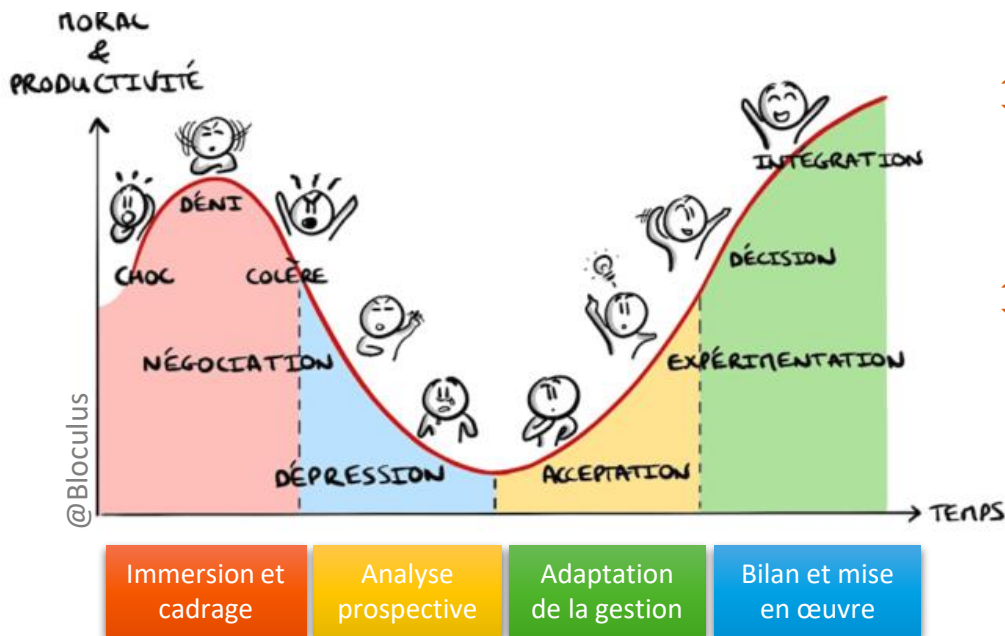 MORAL
&
PRODUCTIVITÉ
DÉNI
INTÉGRATION
CHOC
COLÈRE
DÉCISION
NÉGOCIATION
EXPÉRIMENTATION
DÉPRESSION
ACCEPTATION
@Bloculus
TEMPS
Immersion et
cadrage
Analyse
prospective
Adaptation
de la gestion
Bilan et mise
en œuvre